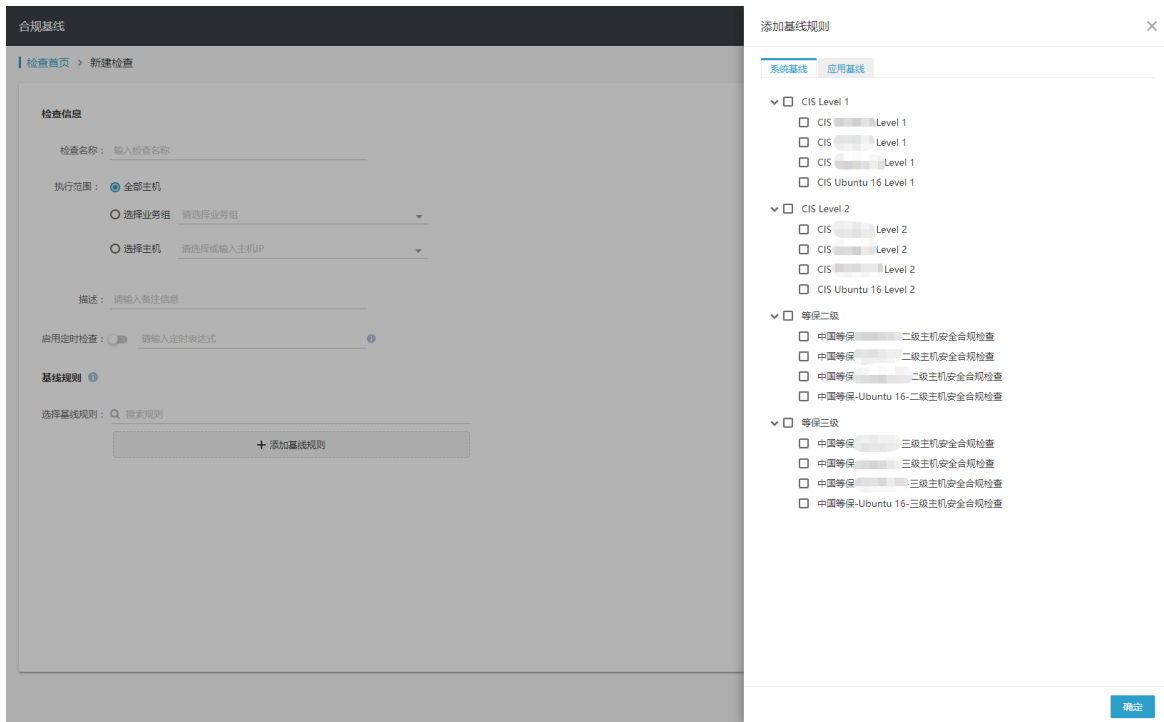 合规基线
检查首页 > 新建检查
检查信息
检查名称： 输入检查名称
执行范围： 全部主机
选择业务组 请选择业务组
选择主机 请选择或输入主机IP
描述： 请输入备注信息
启用定时检查： 请输入定时表达式
基线规则
选择基线规则： 搜索规则
+ 添加基线规则
添加基线规则
系统基线 应用基线
CIS Level 1
CIS Level 1
CIS Level 1
CIS Level 1
CIS Ubuntu 16 Level 1
CIS Level 2
CIS Level 2
CIS Level 2
CIS Level 2
CIS Ubuntu 16 Level 2
等保二级
中国等保 二级主机安全合规检查
中国等保 二级主机安全合规检查
中国等保 二级主机安全合规检查
中国等保-Ubuntu 16-二级主机安全合规检查
等保三级
中国等保 三级主机安全合规检查
中国等保 三级主机安全合规检查
中国等保- -三级主机安全合规检查
中国等保-Ubuntu 16-三级主机安全合规检查
确定